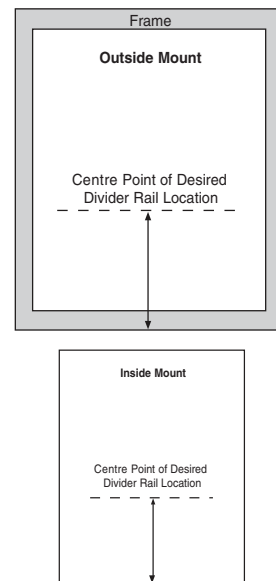 Frame
Outside Mount
Centre Point of Desired
Divider Rail Location
Inside Mount
Centre Point of Desired
Divider Rail Location